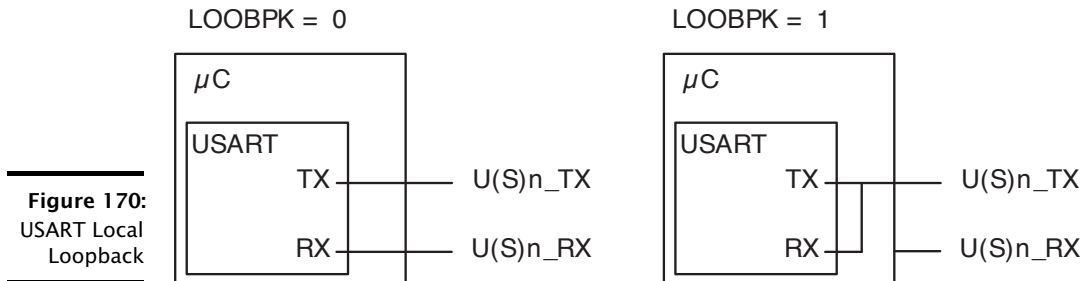 LOOBPK = 0
µC
USART
TX
U(S)n_TX
RX
U(S)n_RX
LOOBPK = 1
µC
USART
TX
U(S)n_TX
RX
U(S)n_RX
Figure 170:
USART Local
Loopback